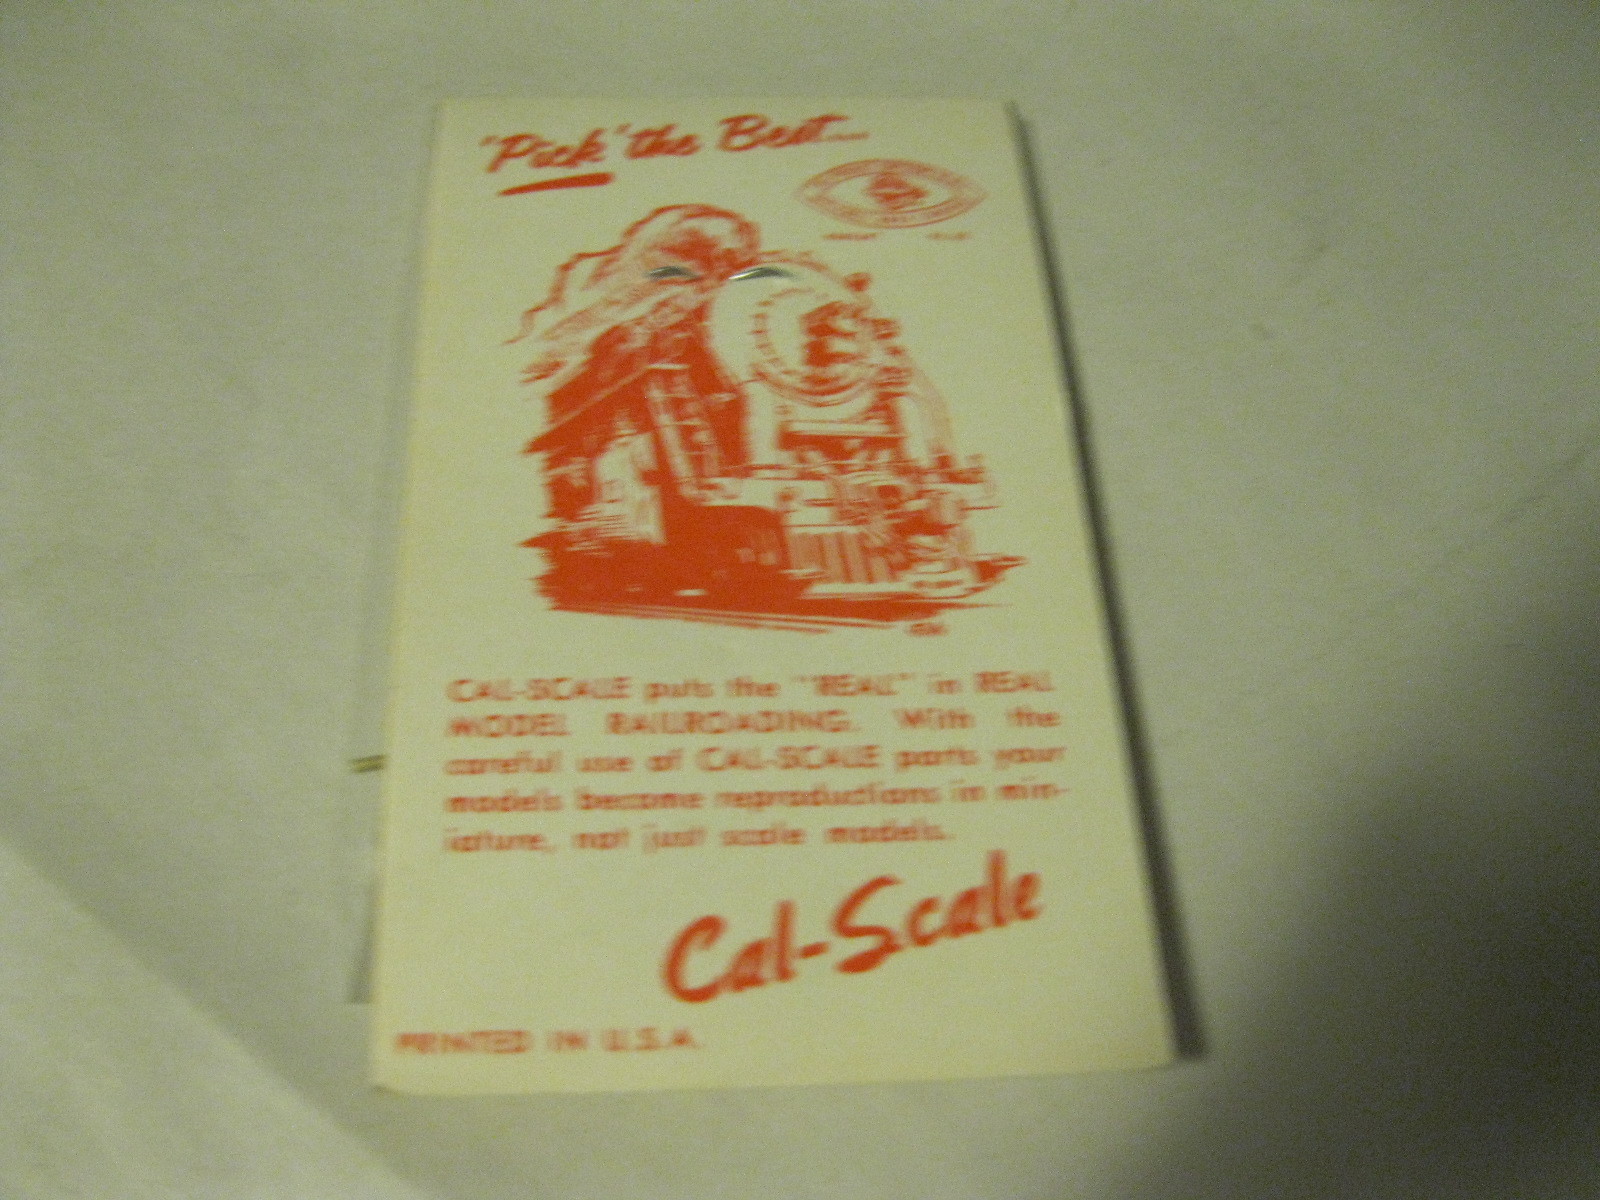 'Pick' the Best...
CAL-SCALE puts the "REAL" in REAL
MODEL RAILROADING. With the
careful use of CAL-SCALE parts your
models become reproductions in min-
iature, not just scale models.
Cal-Scale
PRINTED IN U.S.A.